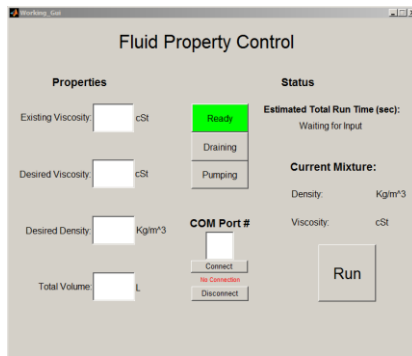 Working_Gui
Fluid Property Control
Properties
Existing Viscosity: cSt
Desired Viscosity: cSt
Desired Density: Kg/m^3
Total Volume: L
Ready
Draining
Pumping
COM Port #
Connect
No Connection
Disconnect
Status
Estimated Total Run Time (sec):
Waiting for Input
Current Mixture:
Density: Kg/m^3
Viscosity: cSt
Run